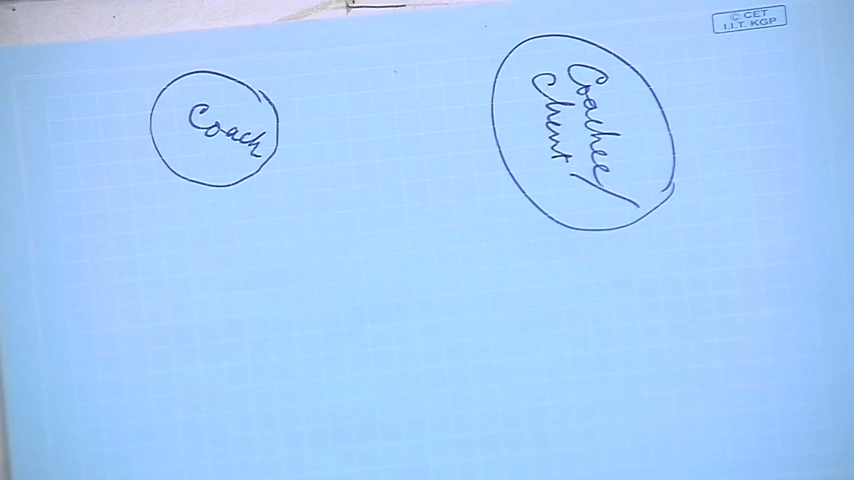 © CET
I.I.T. KGP
Coach
Coachee/
Client